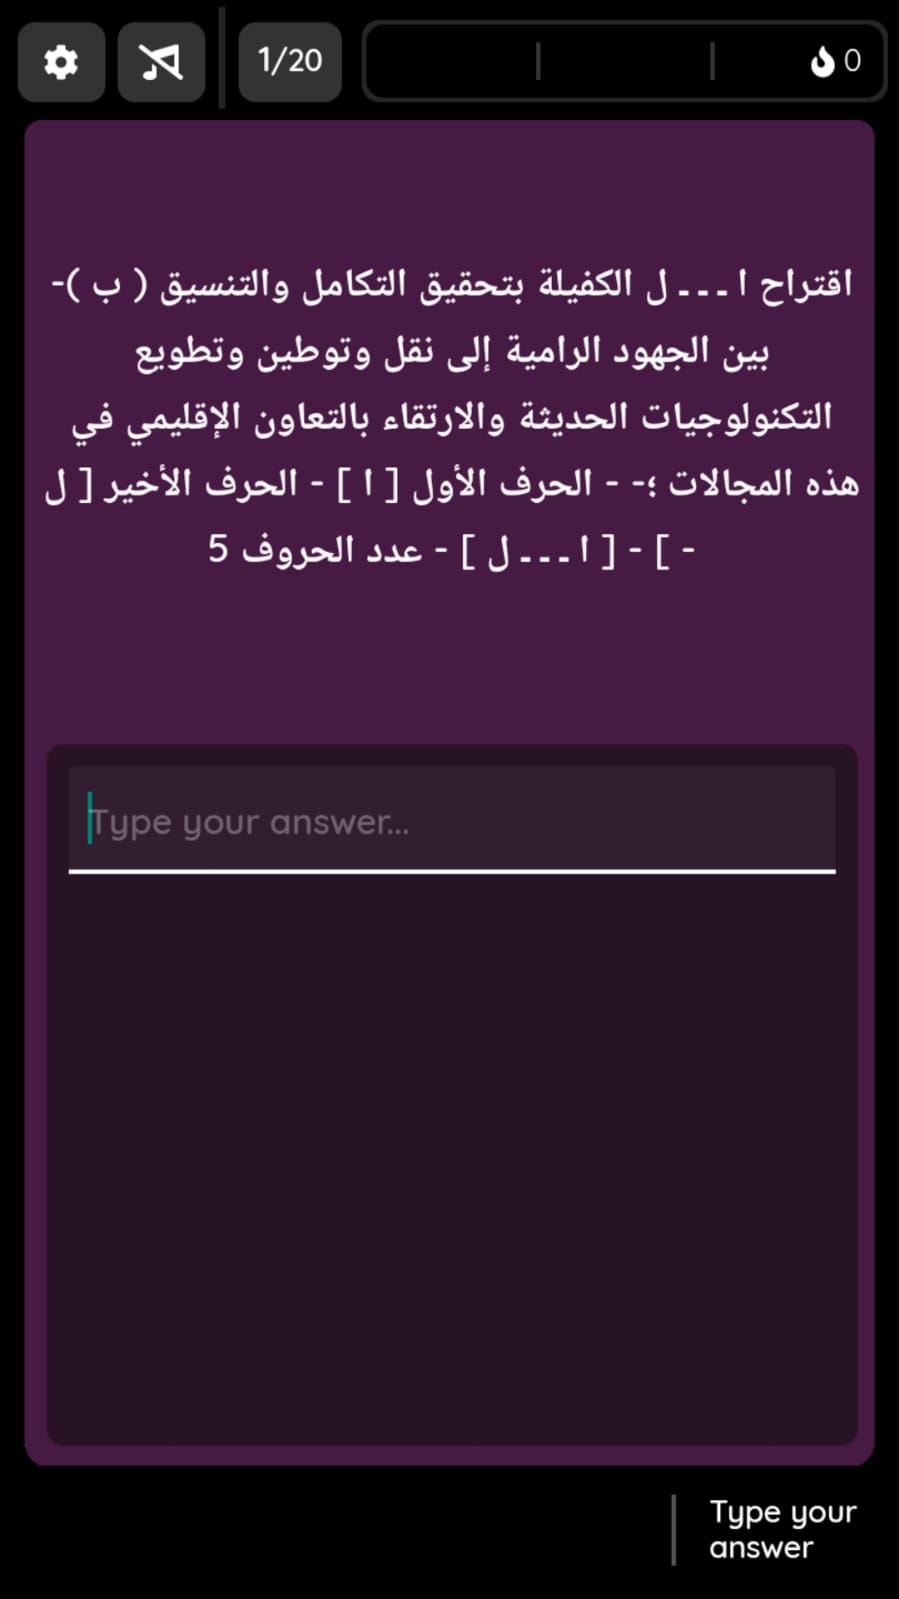 1/20
0
اقتراح ا ـ ـ ـ ل الكفيلة بتحقيق التكامل والتنسيق ( ب )-
بين الجهود الرامية إلى نقل وتوطين وتطويع
التكنولوجيات الحديثة والارتقاء بالتعاون الإقليمي في
هذه المجالات ؛- - الحرف الأول [ ا ] - الحرف الأخير [ ل
- ] - [ ا ـ ـ ـ ل ] - عدد الحروف 5
Type your answer...
Type your
answer